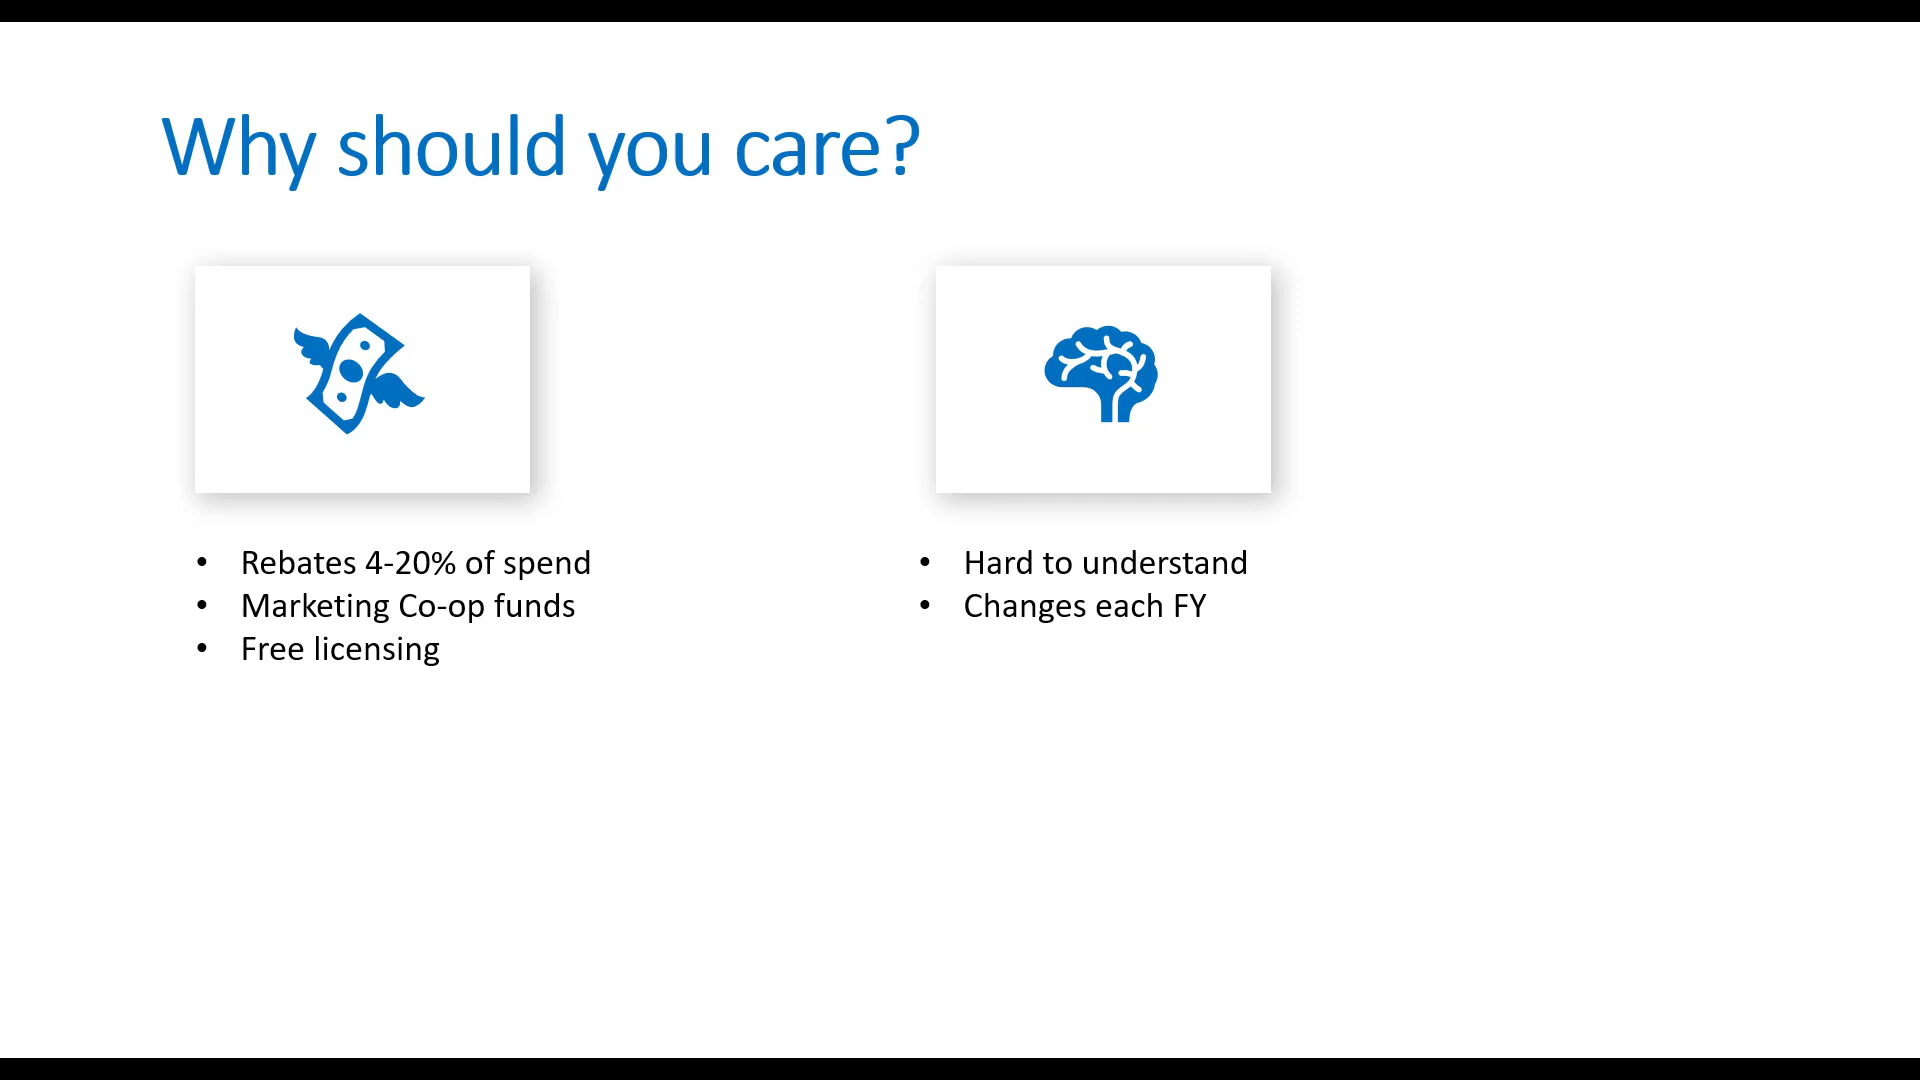 Why should you care?
• Rebates 4-20% of spend
• Marketing Co-op funds
• Free licensing
• Hard to understand
• Changes each FY